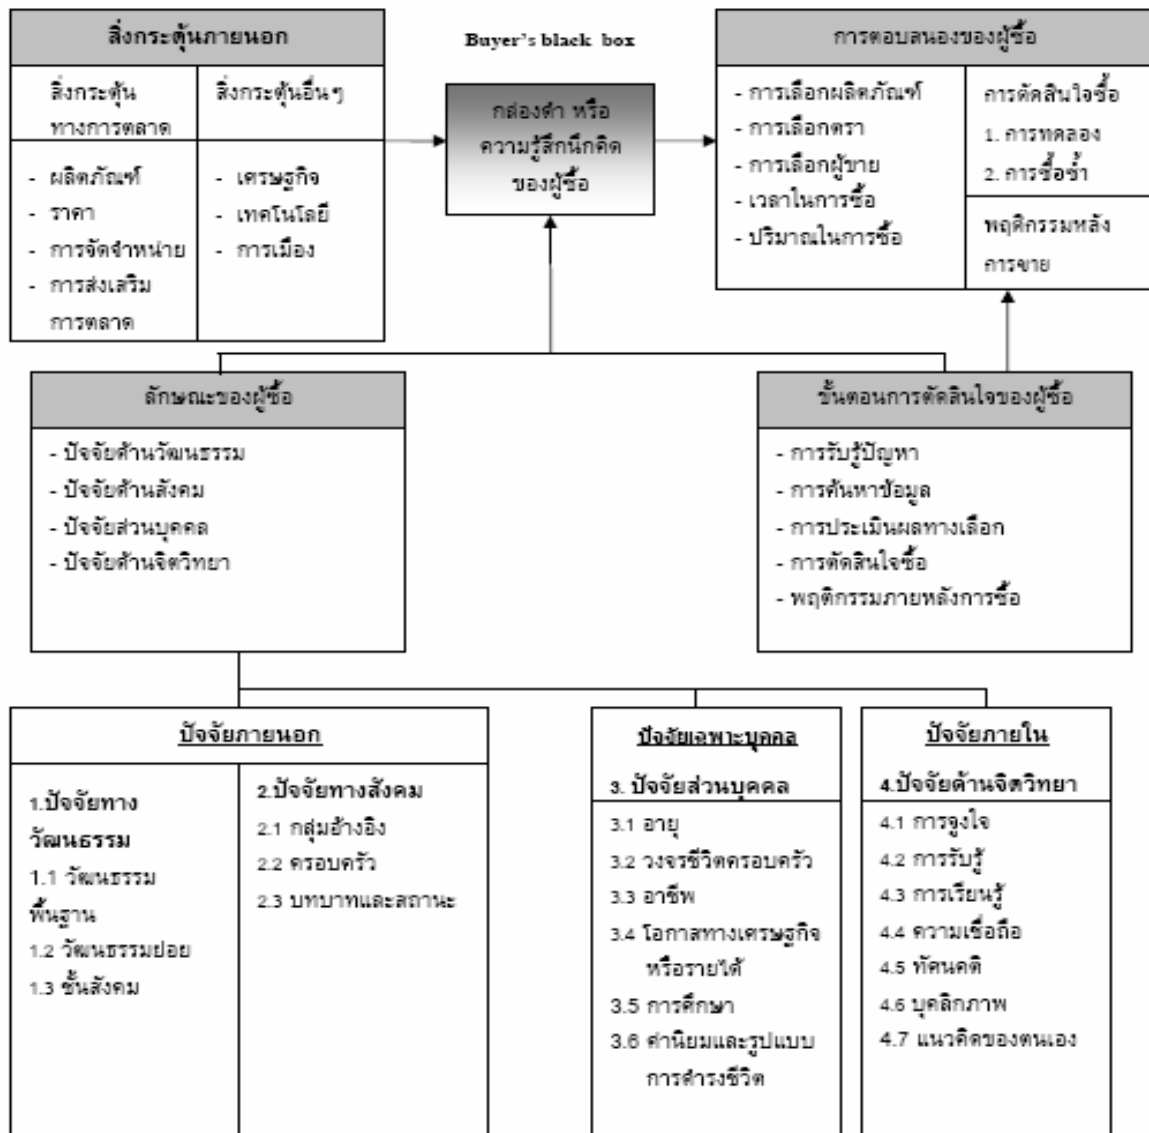 สิ่งกระตุ้นภายนอก
สิ่งกระตุ้น
ทางการตลาด
สิ่งกระตุ้นอื่นๆ
- ผลิตภัณฑ์
- ราคา
- การจัดจำหน่าย
- การส่งเสริม
การตลาด
- เศรษฐกิจ
- เทคโนโลยี
- การเมือง
Buyer's black box
กล่องดำ หรือ
ความรู้สึกนึกคิด
ของผู้ซื้อ
การตอบสนองของผู้ซื้อ
- การเลือกผลิตภัณฑ์
- การเลือกตรา
- การเลือกผู้ขาย
- เวลาในการซื้อ
- ปริมาณในการซื้อ
การตัดสินใจซื้อ
1. การทดลอง
2. การซื้อซ้ำ
พฤติกรรมหลัง
การขาย
ลักษณะของผู้ซื้อ
- ปัจจัยด้านวัฒนธรรม
- ปัจจัยด้านสังคม
- ปัจจัยส่วนบุคคล
- ปัจจัยด้านจิตวิทยา
ขั้นตอนการตัดสินใจของผู้ซื้อ
- การรับรู้ปัญหา
- การค้นหาข้อมูล
- การประเมินผลทางเลือก
- การตัดสินใจซื้อ
- พฤติกรรมภายหลังการซื้อ
ปัจจัยภายนอก
1.ปัจจัยทาง
วัฒนธรรม
1.1 วัฒนธรรม
พื้นฐาน
1.2 วัฒนธรรมย่อย
1.3 ชั้นสังคม
2.ปัจจัยทางสังคม
2.1 กลุ่มอ้างอิง
2.2 ครอบครัว
2.3 บทบาทและสถานะ
ปัจจัยเฉพาะบุคคล
3. ปัจจัยส่วนบุคคล
3.1 อายุ
3.2 วงจรชีวิตครอบครัว
3.3 อาชีพ
3.4 โอกาสทางเศรษฐกิจ
หรือรายได้
3.5 การศึกษา
3.6 ค่านิยมและรูปแบบ
การดำรงชีวิต
ปัจจัยภายใน
4.ปัจจัยด้านจิตวิทยา
4.1 การจูงใจ
4.2 การรับรู้
4.3 การเรียนรู้
4.4 ความเชื่อถือ
4.5 ทัศนคติ
4.6 บุคลิกภาพ
4.7 แนวคิดของตนเอง